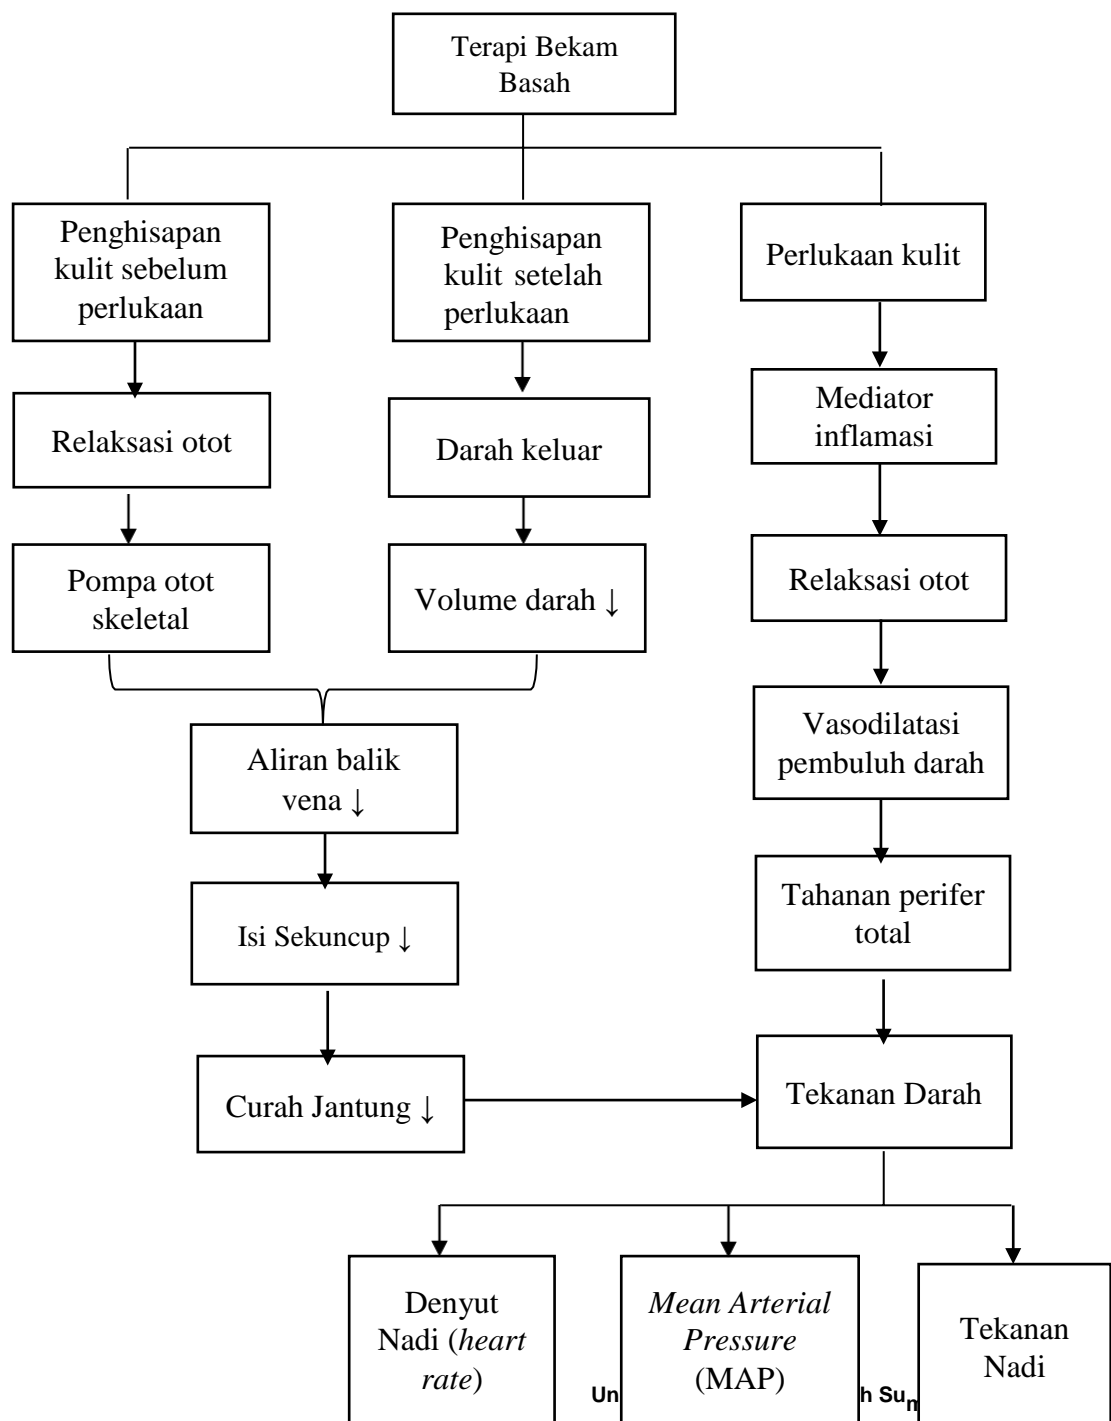 Terapi Bekam
Basah
Penghisapan
kulit sebelum
perlukaan
Penghisapan
kulit setelah
perlukaan
Perlukaan kulit
Relaksasi otot
Darah keluar
Mediator
inflamasi
Pompa otot
skeletal
Volume darah ↓
Relaksasi otot
Aliran balik
vena ↓
Vasodilatasi
pembuluh darah
Isi Sekuncup ↓
Tahanan perifer
total
Curah Jantung ↓
Tekanan Darah
Denyut
Nadi (heart
rate)
Mean Arterial
Pressure
(MAP)
Tekanan
Nadi
Un
h Sum